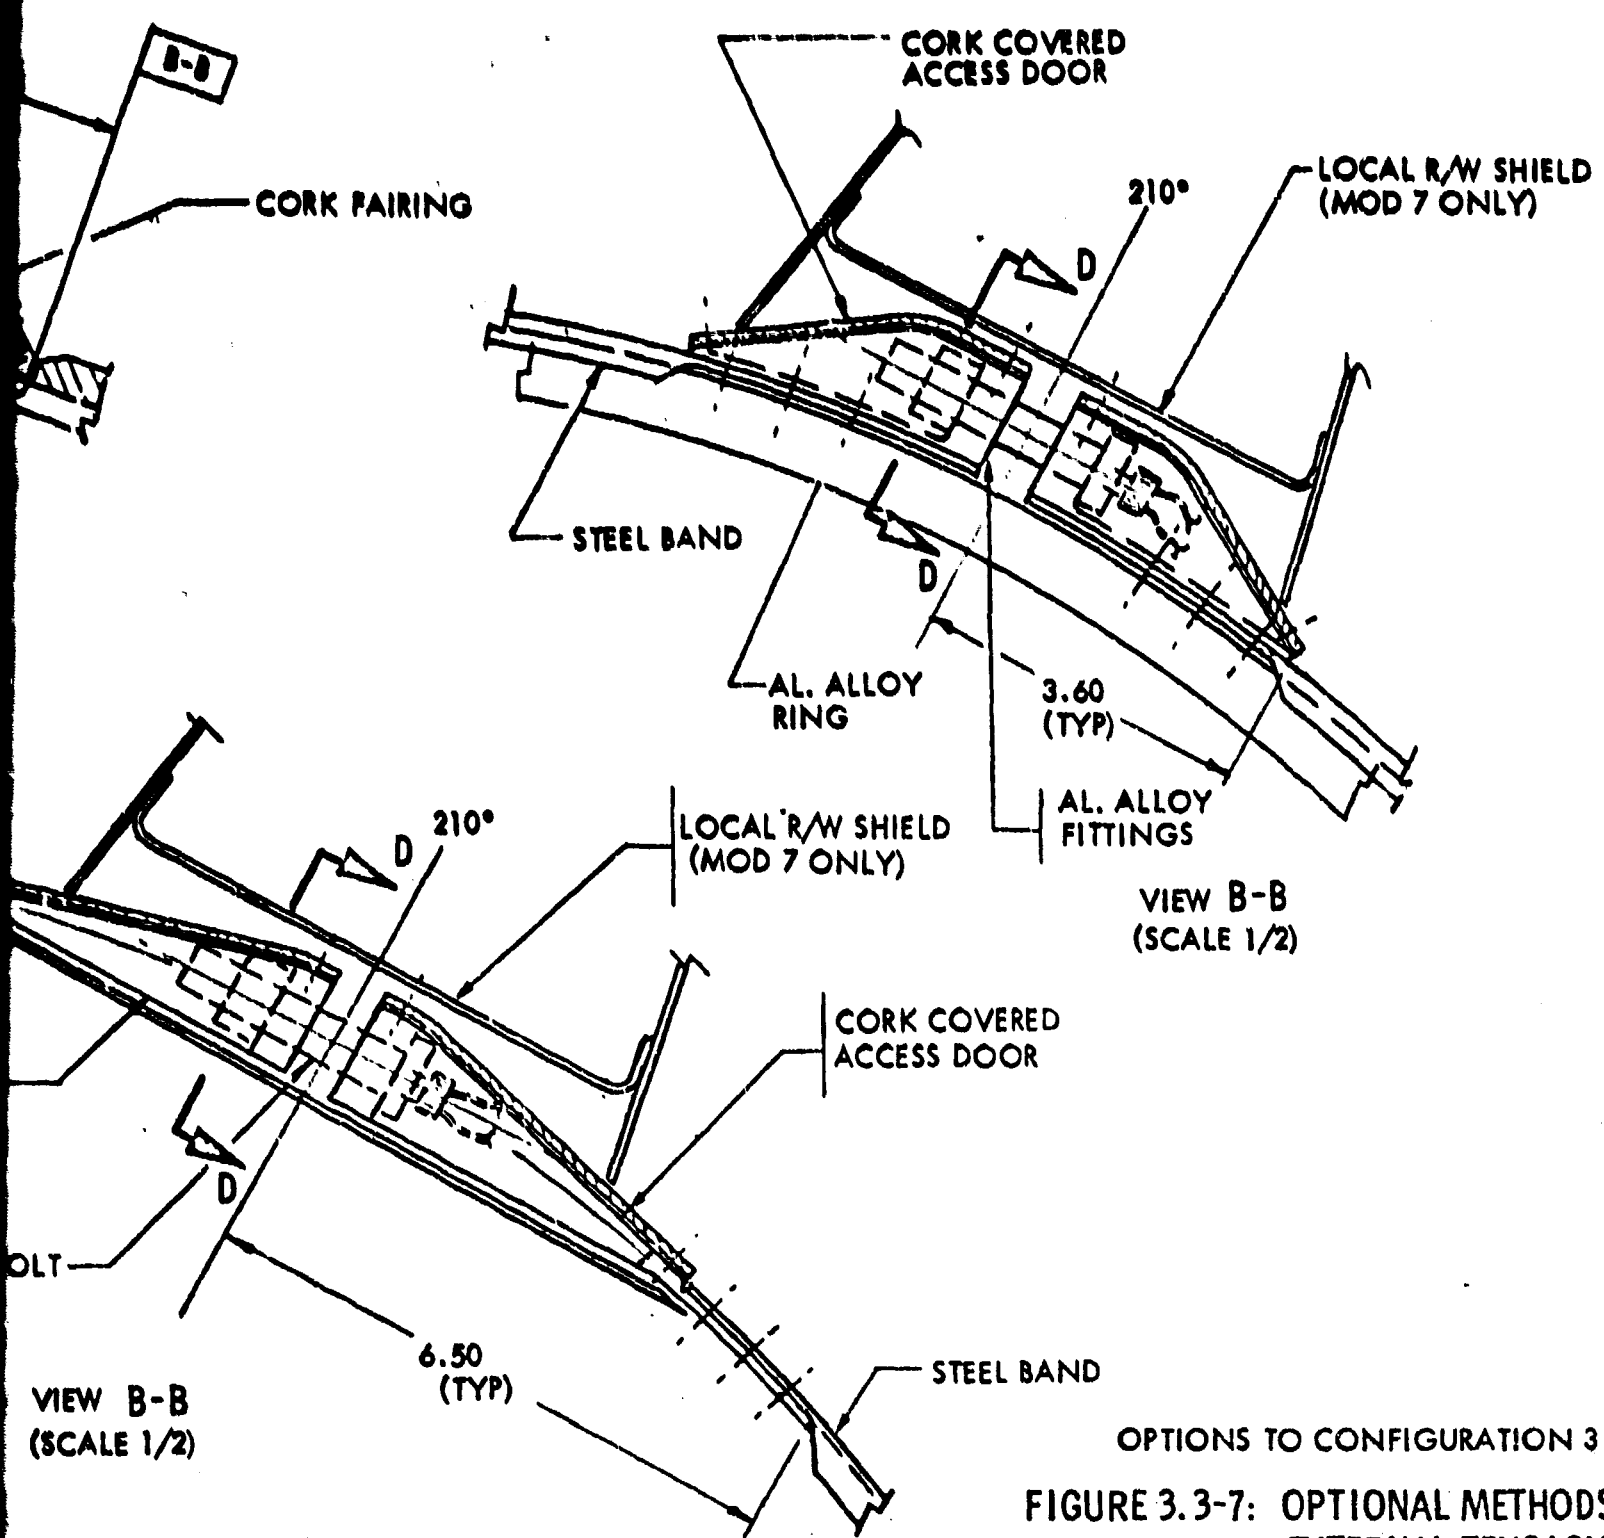 B-B
CORK COVERED
ACCESS DOOR
LOCAL R/W SHIELD
(MOD 7 ONLY)
210°
CORK FAIRING
D
STEEL BAND
D
AL. ALLOY
RING
3.60
(TYP)
AL. ALLOY
FITTINGS
VIEW B-B
(SCALE 1/2)
210°
D
LOCAL R/W SHIELD
(MOD 7 ONLY)
CORK COVERED
ACCESS DOOR
D
OLT
6.50
(TYP)
STEEL BAND
VIEW B-B
(SCALE 1/2)
OPTIONS TO CONFIGURATION 3
FIGURE 3.3-7: OPTIONAL METHODS